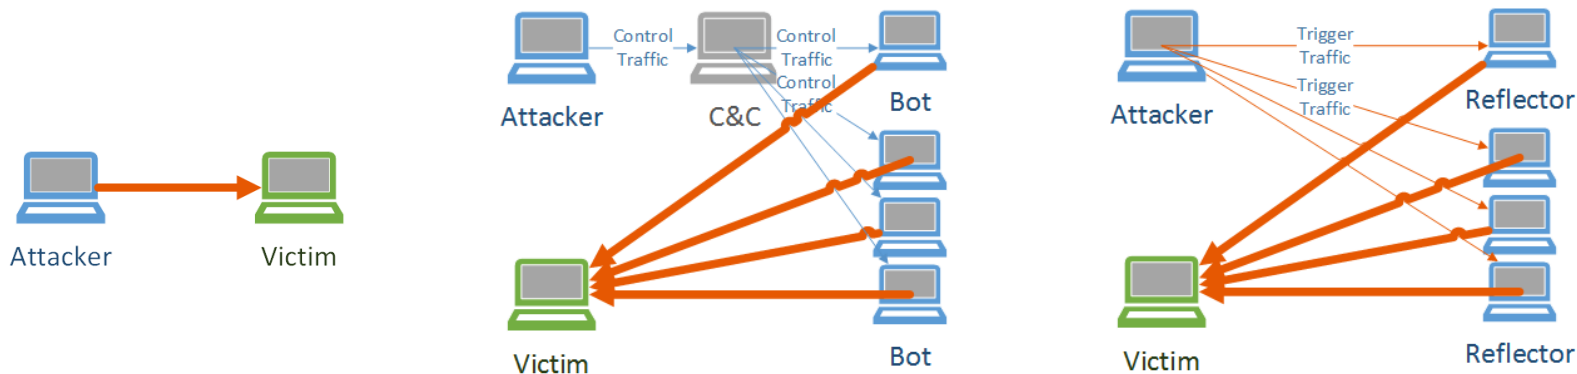 Attacker
Victim
Control
Traffic
Control
Traffic
Control
Traffic
Attacker
C&C
Bot
Victim
Bot
Trigger
Traffic
Trigger
Traffic
Attacker
Reflector
Victim
Reflector